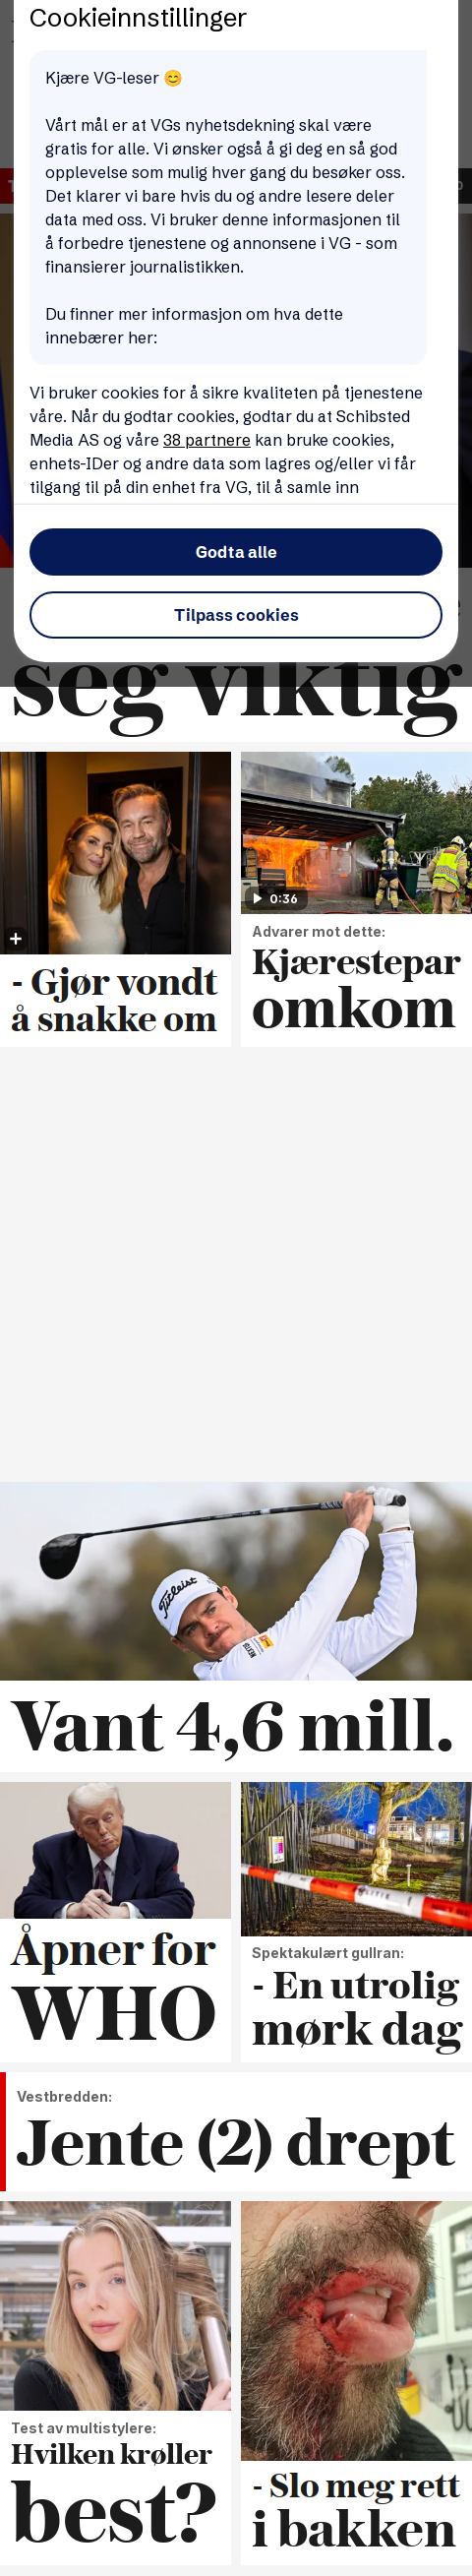 Cookieinnstillinger
Kjære VG-leser 😊
Vårt mål er at VGs nyhetsdekning skal være
gratis for alle. Vi ønsker også å gi deg en så god
opplevelse som mulig hver gang du besøker oss.
Det klarer vi bare hvis du og andre lesere deler
data med oss. Vi bruker denne informasjonen til
å forbedre tjenestene og annonsene i VG - som
finansierer journalistikken.
Du finner mer informasjon om hva dette
innebærer her:
Vi bruker cookies for å sikre kvaliteten på tjenestene
våre. Når du godtar cookies, godtar du at Schibsted
Media AS og våre 38 partnere kan bruke cookies,
enhets-IDer og andre data som lagres og/eller vi får
tilgang til på din enhet fra VG, til å samle inn
Godta alle
Tilpass cookies
seg viktig
- Gjør vondt
å snakke om
0:36
Advarer mot dette:
Kjærestepar
omkom
Titleist
Vant 4,6 mill.
Åpner for
WHO
Spektakulært gullran:
- En utrolig
mørk dag
Vestbredden:
Jente (2) drept
Test av multistylere:
Hvilken krøller
best?
- Slo meg rett
i bakken